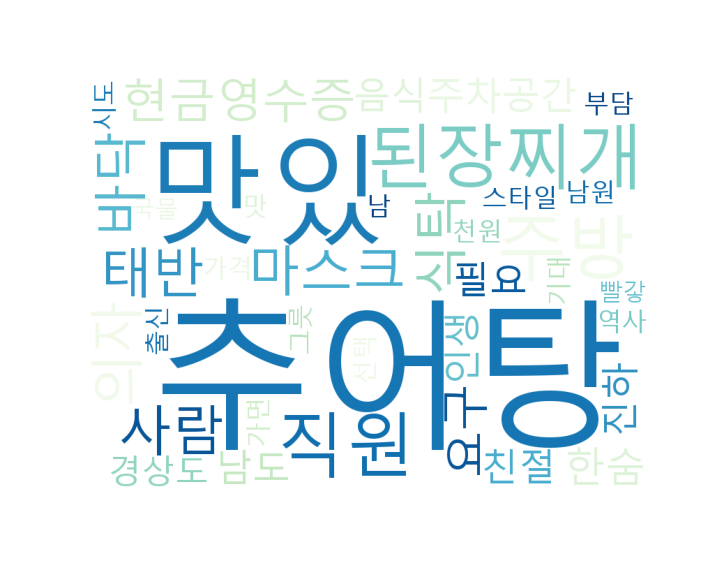 시도
현금영수증
음식주차공간
부담
바닥
맛있
된장찌개
국물
맛
남
식탁
스타일
남원
천원
주방
태반
가격
마스크
필요
기대
빨갛
역사
의자
출신
추어탕
그릇
선택
인생
진하
사람
가면
직원
요구
경상도
남도
친절
한숨